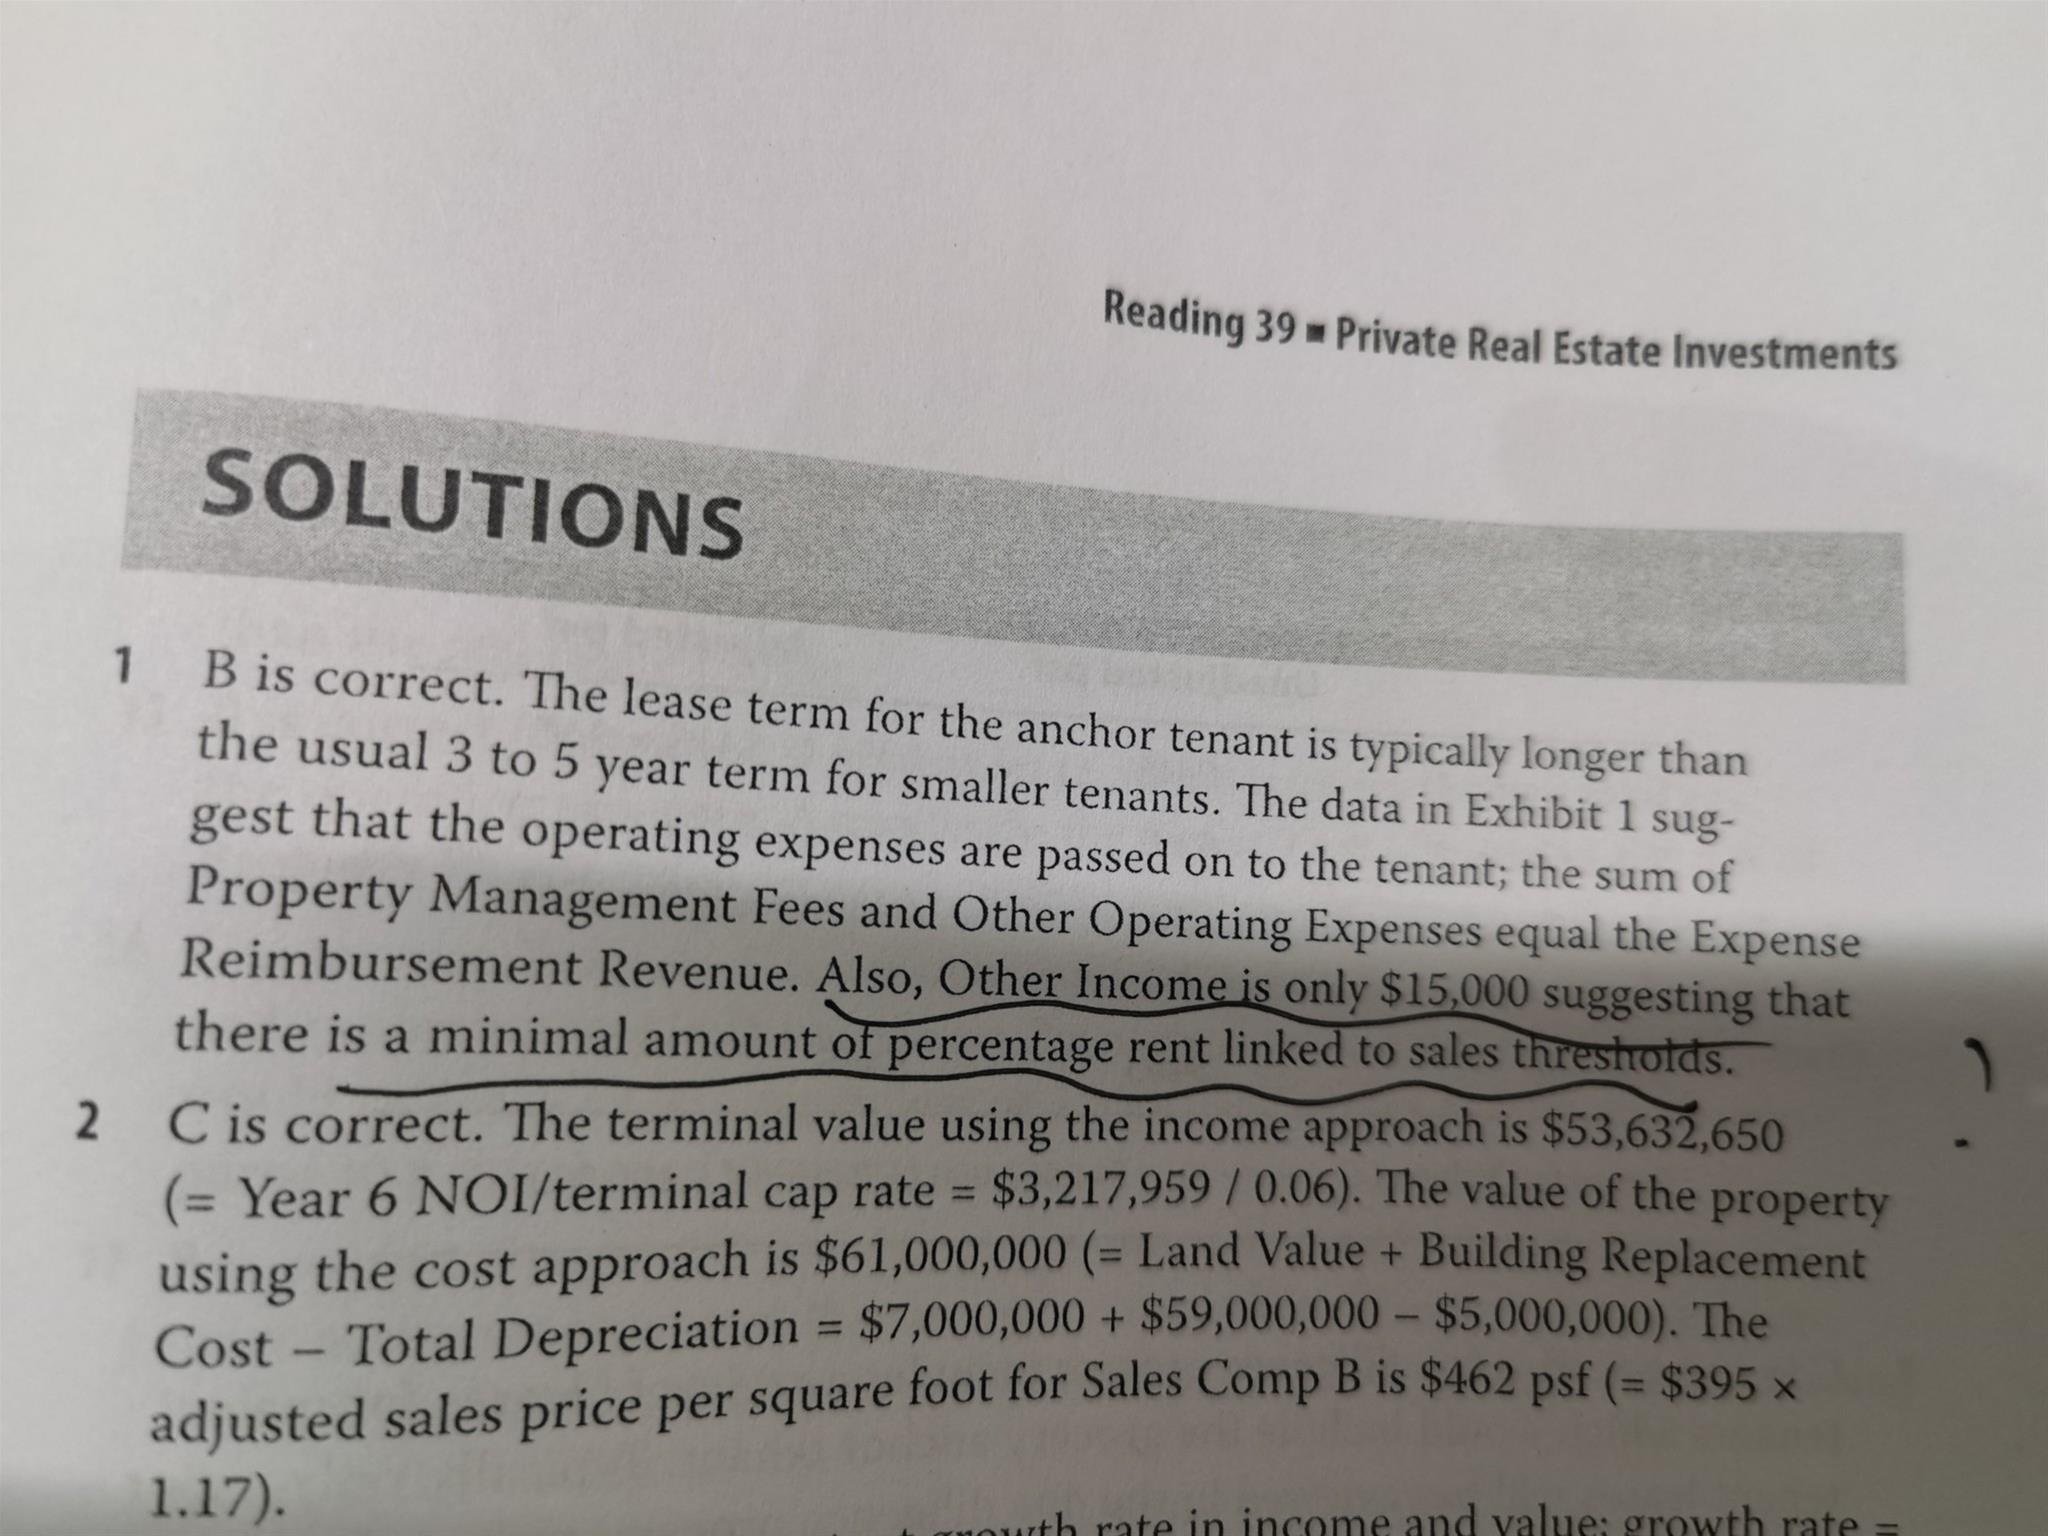 Reading 39 ■ Private Real Estate Investments
SOLUTIONS
1 B is correct. The lease term for the anchor tenant is typically longer than
the usual 3 to 5 year term for smaller tenants. The data in Exhibit 1 sug-
gest that the operating expenses are passed on to the tenant; the sum of
Property Management Fees and Other Operating Expenses equal the Expense
Reimbursement Revenue. Also, Other Income is only $15,000 suggesting that
there is a minimal amount of percentage rent linked to sales thresholds.
2 C is correct. The terminal value using the income approach is $53,632,650
(= Year 6 NOI/terminal cap rate = $3,217,959 / 0.06). The value of the property
using the cost approach is $61,000,000 (= Land Value + Building Replacement
Cost – Total Depreciation = $7,000,000 + $59,000,000 – $5,000,000). The
adjusted sales price per square foot for Sales Comp B is $462 psf (= $395 ×
1.17).
growth rate in income and value; growth rate =